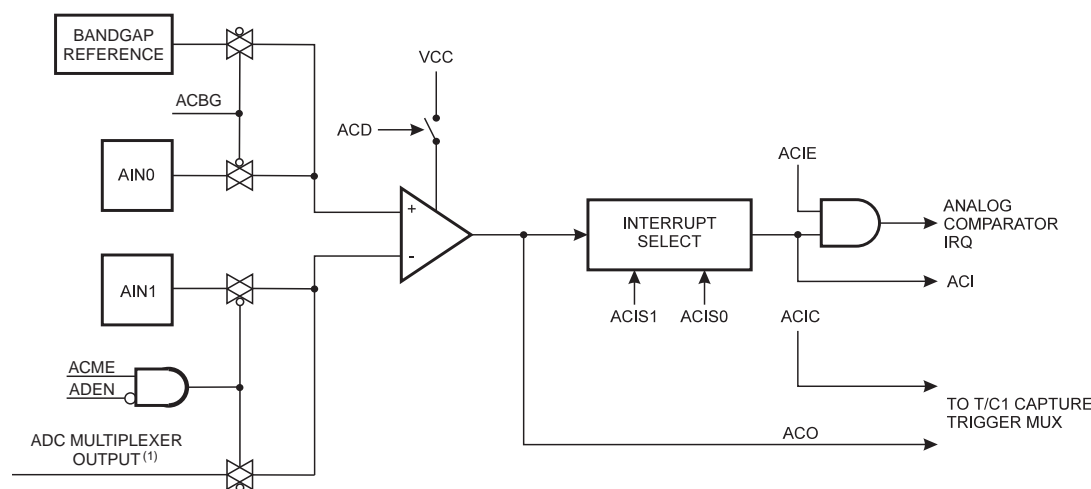 BANDGAP
REFERENCE
ACBG
AIN0
AIN1
ACME
ADEN
ADC MULTIPLEXER
OUTPUT (1)
VCC
ACD
+
-
INTERRUPT
SELECT
ACIS1
ACIS0
ACIE
ANALOG
COMPARATOR
IRQ
ACI
ACIC
TO T/C1 CAPTURE
TRIGGER MUX
ACO